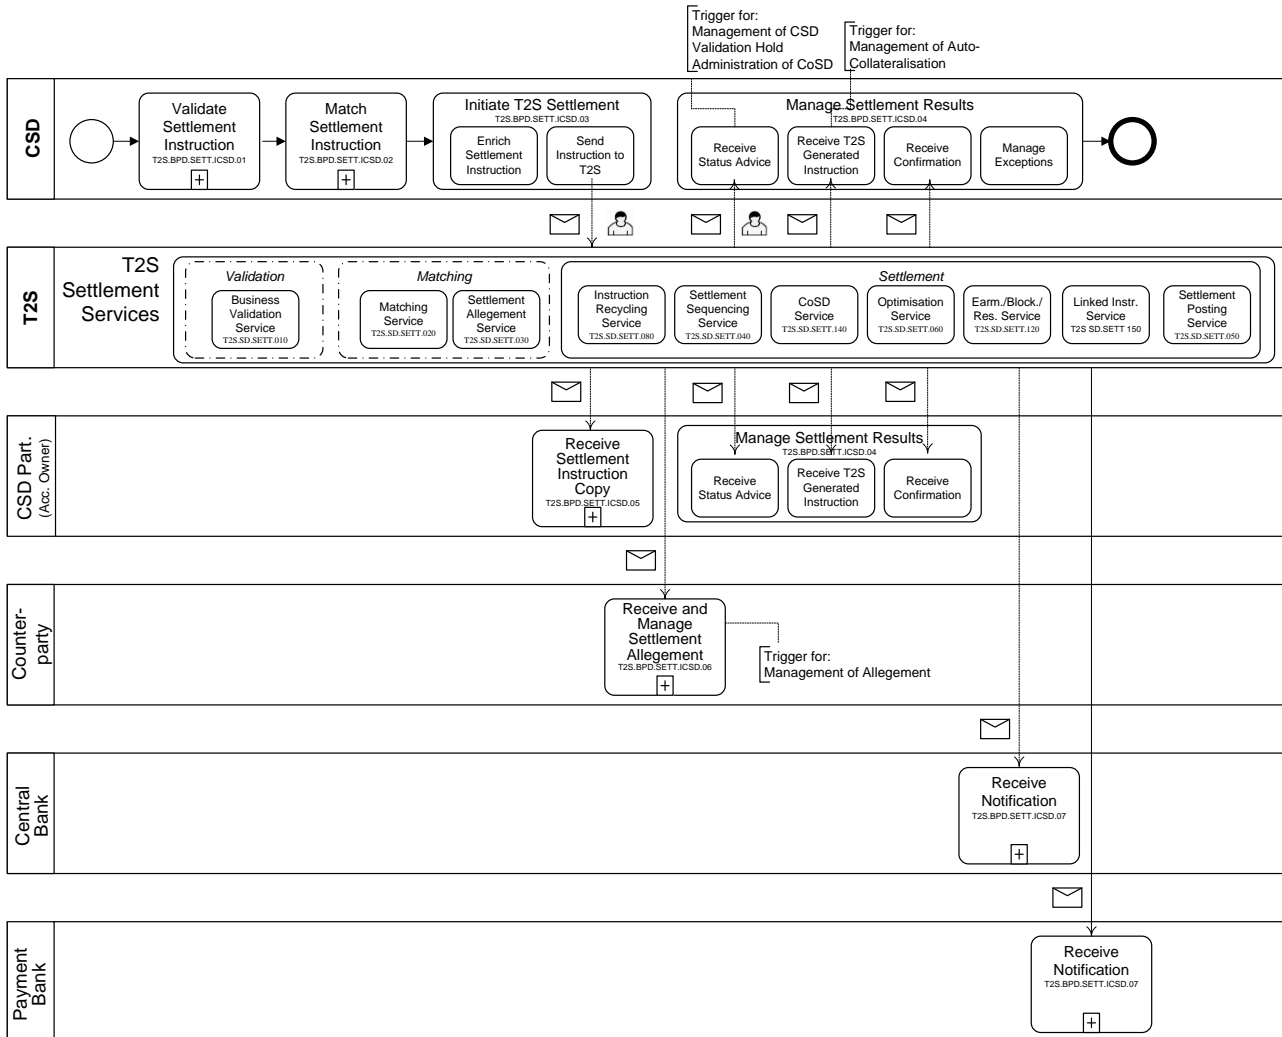 Trigger for:
Management of CSD
Validation Hold
Administration of CoSD
Trigger for:
Management of Auto-
Collateralisation
CSD
Validate
Settlement
Instruction
T2S.BPD.SETT.ICSD.01
Match
Settlement
Instruction
T2S.BPD.SETT.ICSD.02
Initiate T2S Settlement
T2S.BPD.SETT.ICSD.03
Enrich
Settlement
Instruction
Send
Instruction to
T2S
Manage Settlement Results
T2S.BPD.SETT.ICSD.04
Receive
Status Advice
Receive T2S
Generated
Instruction
Receive
Confirmation
Manage
Exceptions
T2S
T2S
Settlement
Services
Validation
Business
Validation
Service
T2S.SD.SETT.010
Matching
Matching
Service
T2S.SD.SETT.020
Settlement
Allegement
Service
T2S.SD.SETT.030
Settlement
Instruction
Recycling
Service
T2S.SD.SETT.080
Settlement
Sequencing
Service
T2S.SD.SETT.040
CoSD
Service
T2S.SD.SETT.140
Optimisation
Service
T2S.SD.SETT.060
Earm./Block./
Res. Service
T2S.SD.SETT.120
Linked Instr.
Service
T2S SD.SETT 150
Settlement
Posting
Service
T2S.SD.SETT.050
CSD Part.
(Acc. Owner)
Receive
Settlement
Instruction
Copy
T2S.BPD.SETT.ICSD.05
Manage Settlement Results
T2S.BPD.SETT.ICSD.04
Receive
Status Advice
Receive T2S
Generated
Instruction
Receive
Confirmation
Counter-
party
Receive and
Manage
Settlement
Allegement
T2S.BPD.SETT.ICSD.06
Trigger for:
Management of Allegement
Central
Bank
Receive
Notification
T2S.BPD.SETT.ICSD.07
Payment
Bank
Receive
Notification
T2S.BPD.SETT.ICSD.07